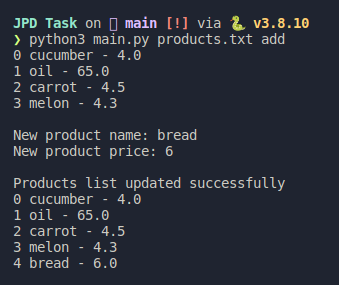 JPD Task on main [!] via v3.8.10
❯ python3 main.py products.txt add
0 cucumber - 4.0
1 oil - 65.0
2 carrot - 4.5
3 melon - 4.3
New product name: bread
New product price: 6
Products list updated successfully
0 cucumber - 4.0
1 oil - 65.0
2 carrot - 4.5
3 melon - 4.3
4 bread - 6.0